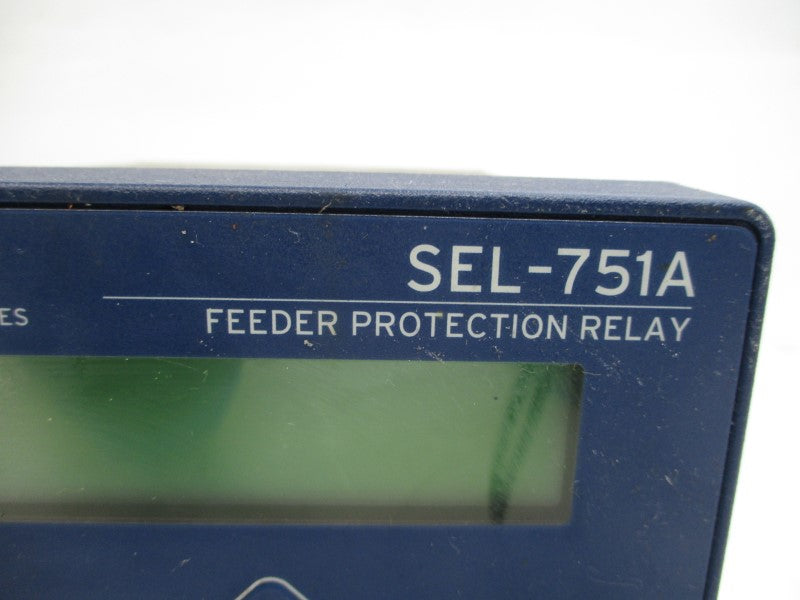 SEL-751A
ES
FEEDER PROTECTION RELAY